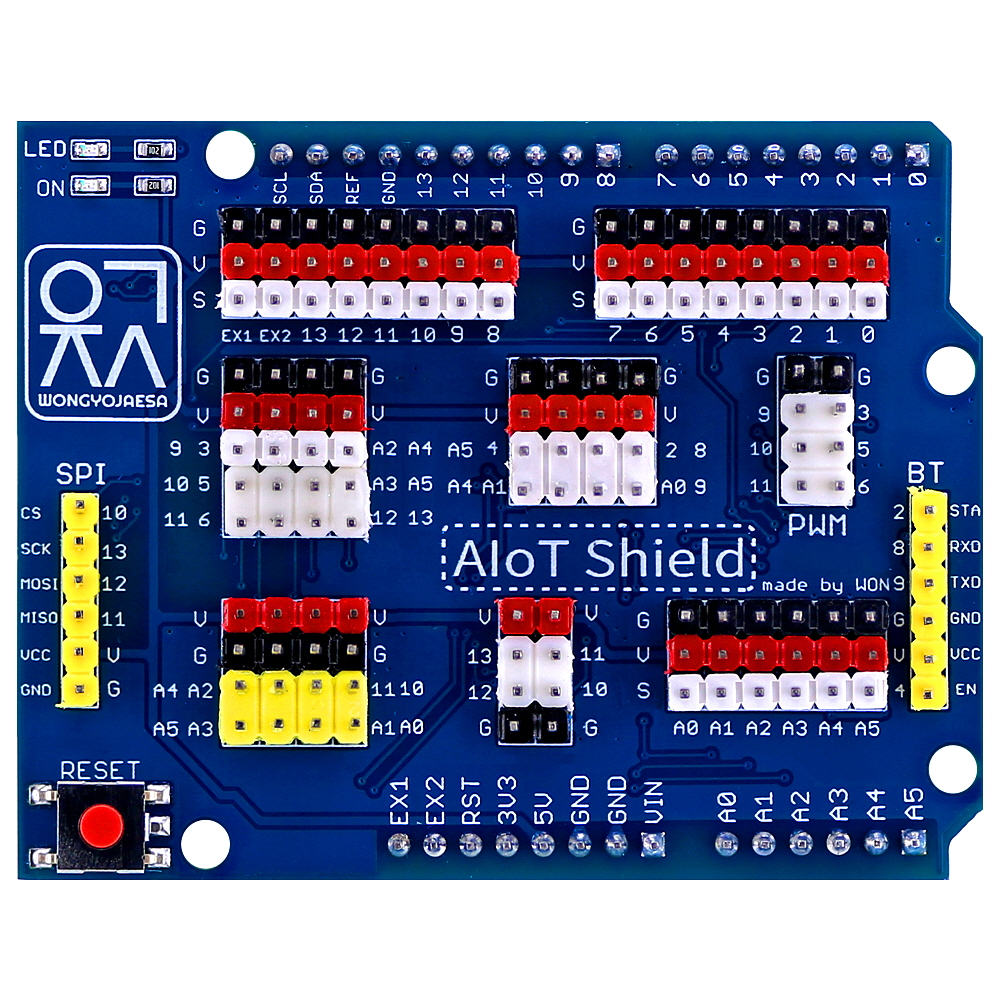 LED
ON
SCL SDA REF GND 13 12 11 10 9 8 7 6 5 4 3 2 1 0
G G
V V
S S
EX1 EX2 13 12 11 10 9 8 7 6 5 4 3 2 1 0
WONGYOJAESA
G G G G G G
V V V V 9 3
9 3 A2 A4 A5 4 2 8 10 5
10 5 A3 A5 A4 A1 A0 9 11 6
11 6 12 13 PWM
SPI
CS 10
SCK 13
MOSI 12
MISO 11
VCC V
GND G
AIoT Shield
made by WON
BT
2 STA
8 RXD
9 TXD
G GND
V VCC
4 EN
V V V V G
G G 13 11 V
A4 A2 11 10 12 10 S
A5 A3 A1 A0 G G A0 A1 A2 A3 A4 A5
RESET
EX1 EX2 RST 3V3 5V GND GND VIN A0 A1 A2 A3 A4 A5